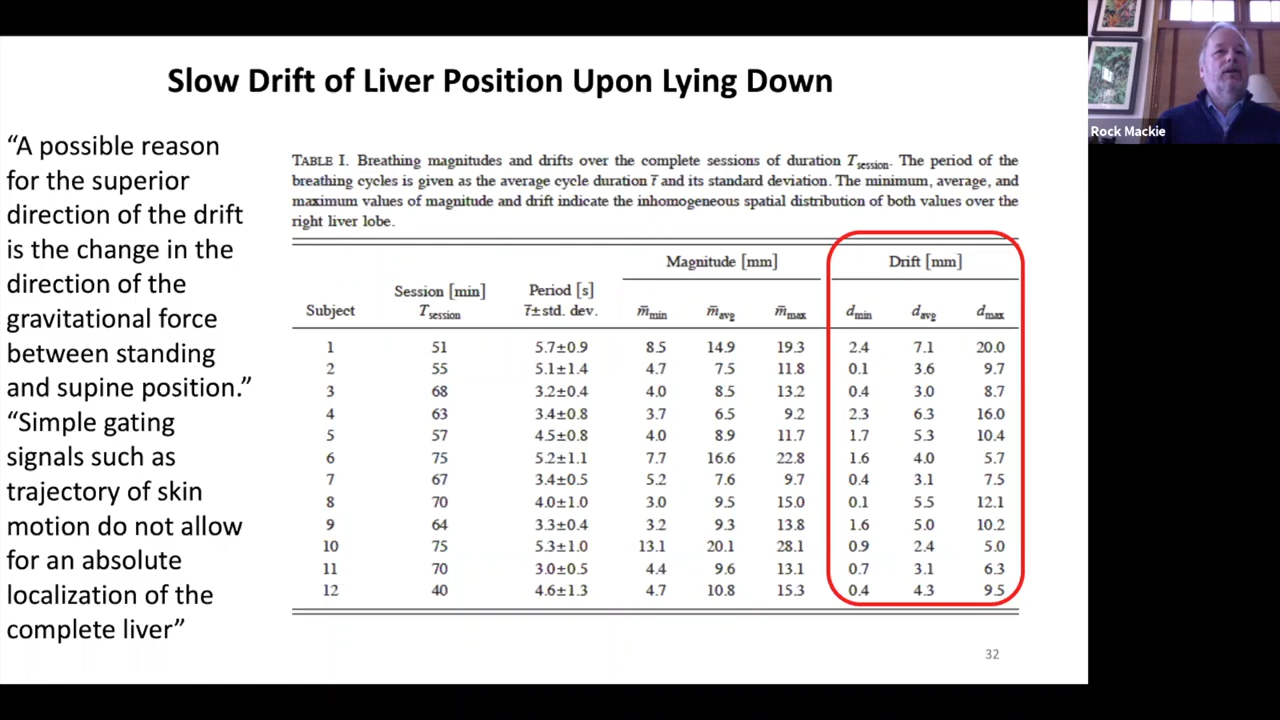 Slow Drift of Liver Position Upon Lying Down
Rock Mackie
“A possible reason
for the superior
direction of the drift
is the change in the
direction of the
gravitational force
between standing
and supine position.”
“Simple gating
signals such as
trajectory of skin
motion do not allow
for an absolute
localization of the
complete liver”
TABLE I. Breathing magnitudes and drifts over the complete sessions of duration Tsession. The period of the
breathing cycles is given as the average cycle duration r̅ and its standard deviation. The minimum, average, and
maximum values of magnitude and drift indicate the inhomogeneous spatial distribution of both values over the
right liver lobe.
Magnitude [mm] Drift [mm]
Session [min] Period [s]
Subject Tsession r̅±std. dev. m̅min m̅avg m̅max dmin davg dmax
1 51 5.7±0.9 8.5 14.9 19.3 2.4 7.1 20.0
2 55 5.1±1.4 4.7 7.5 11.8 0.1 3.6 9.7
3 68 3.2±0.4 4.0 8.5 13.2 0.4 3.0 8.7
4 63 3.4±0.8 3.7 6.5 9.2 2.3 6.3 16.0
5 57 4.5±0.8 4.0 8.9 11.7 1.7 5.3 10.4
6 75 5.2±1.1 7.7 16.6 22.8 1.6 4.0 5.7
7 67 3.4±0.5 5.2 7.6 9.7 0.4 3.1 7.5
8 70 4.0±1.0 3.0 9.5 15.0 0.1 5.5 12.1
9 64 3.3±0.4 3.2 9.3 13.8 1.6 5.0 10.2
10 75 5.3±1.0 13.1 20.1 28.1 0.9 2.4 5.0
11 70 3.0±0.5 4.4 9.6 13.1 0.7 3.1 6.3
12 40 4.6±1.3 4.7 10.8 15.3 0.4 4.3 9.5
32